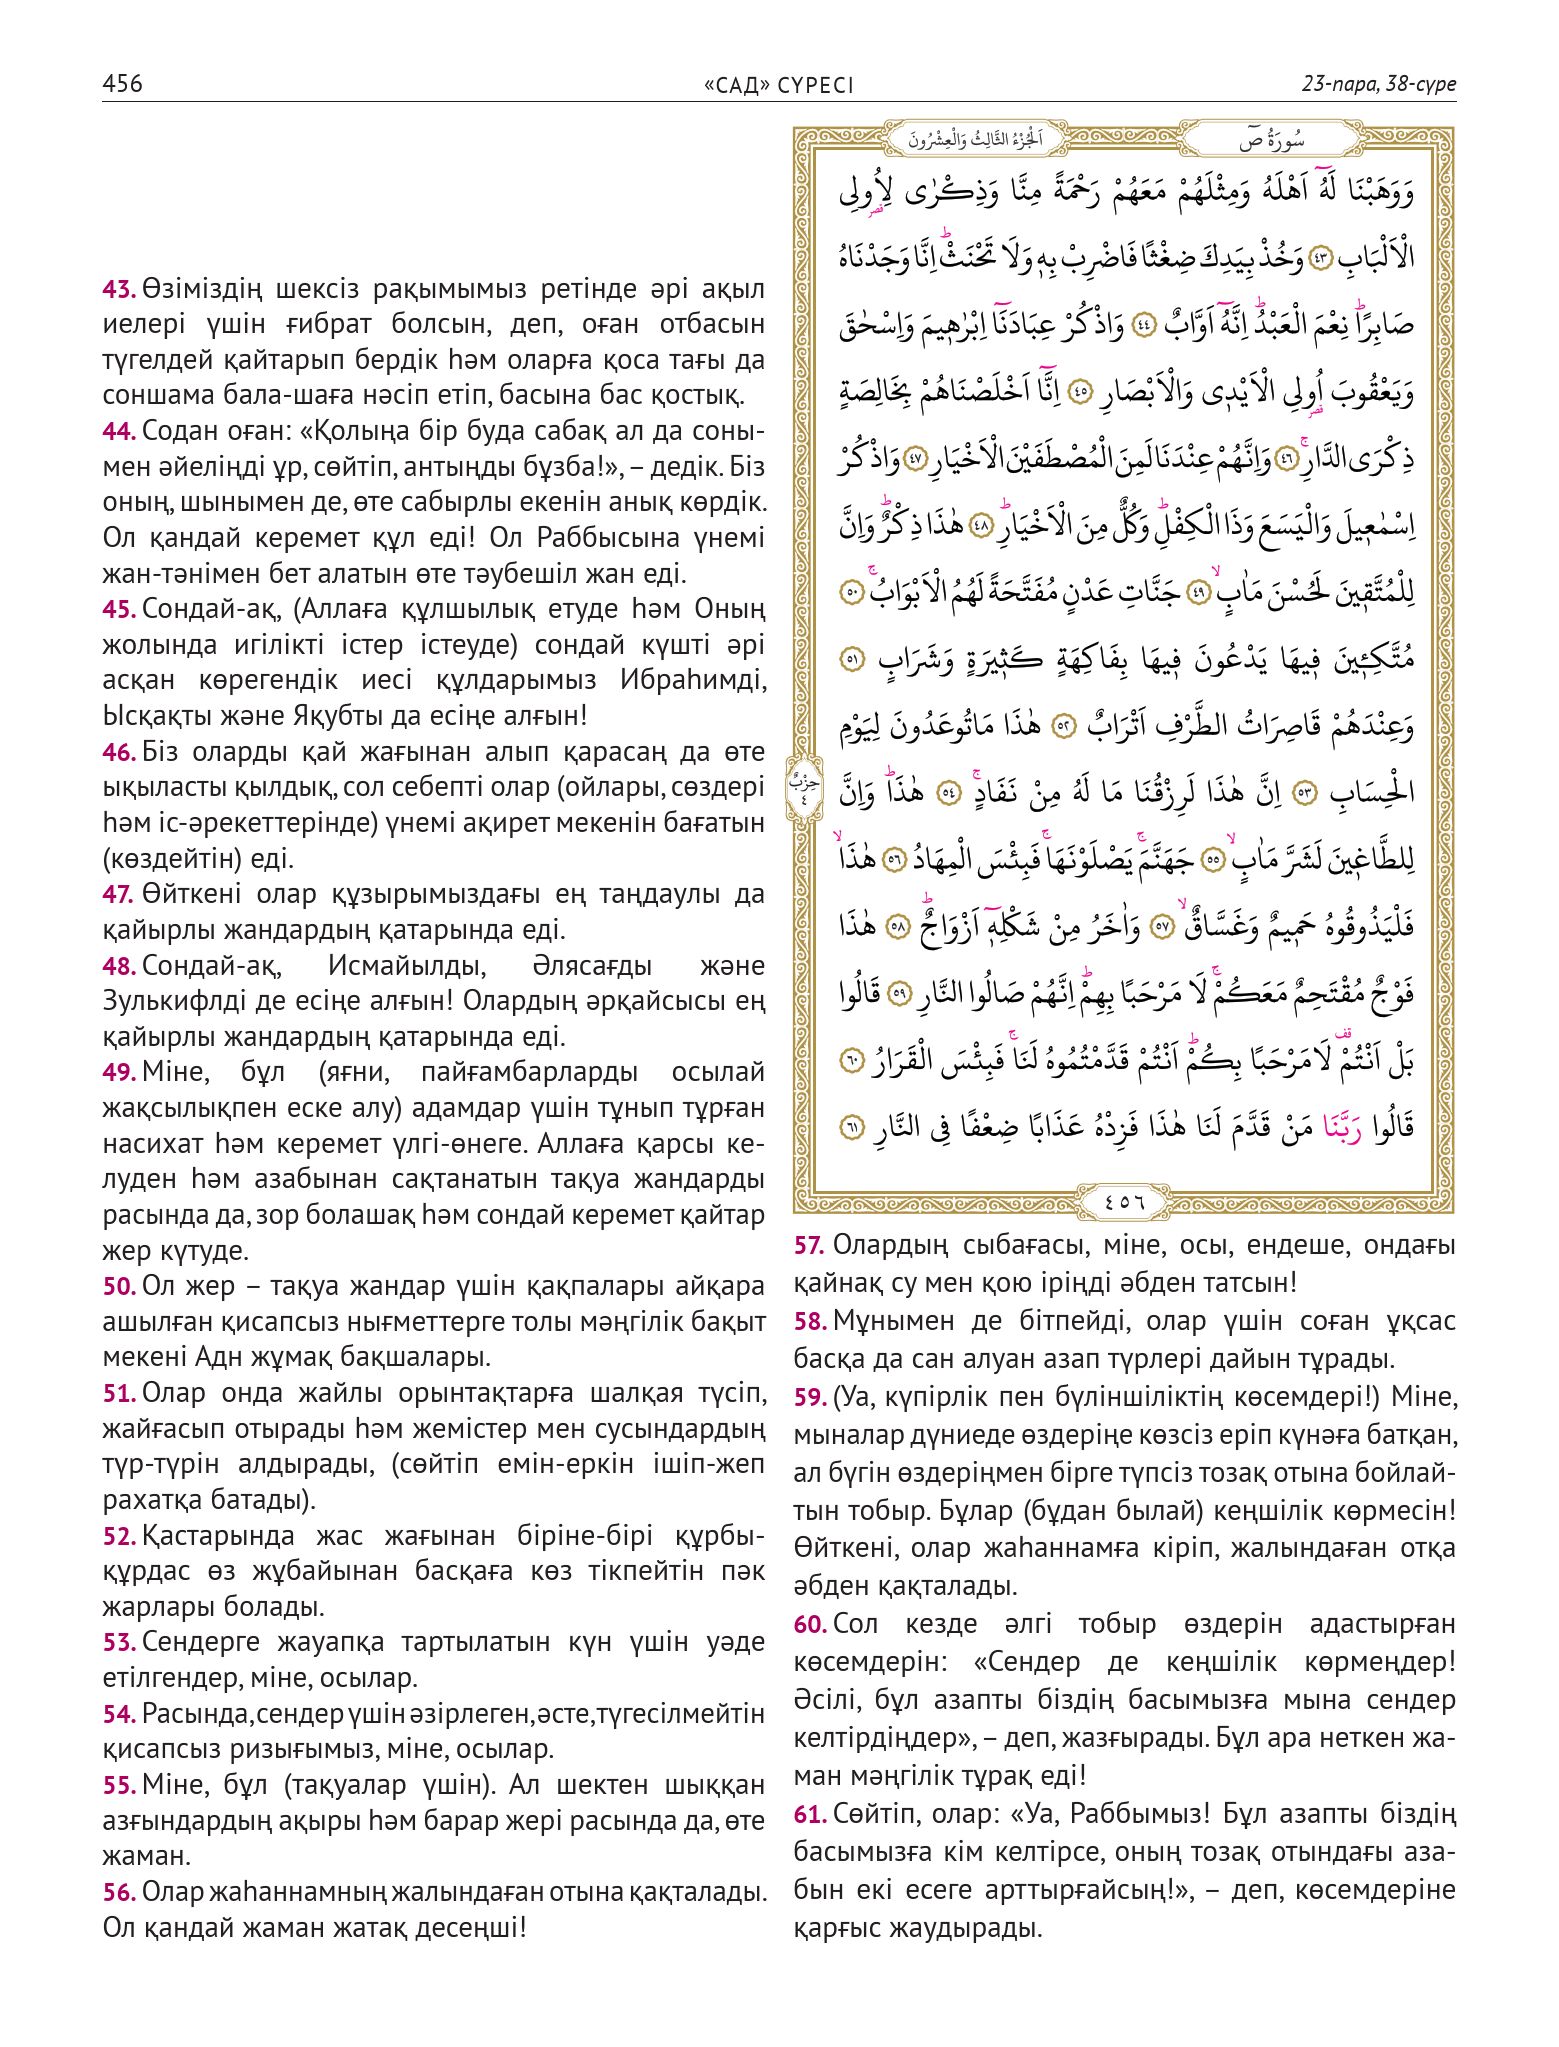 456
«САД» СҮРЕСІ
23-пара, 38-сүре
43. Өзіміздің шексіз рақымымыз ретінде әрі ақыл
иелері үшін ғибрат болсын, деп, оған отбасын
түгелдей қайтарып бердік һәм оларға қоса тағы да
соншама бала-шаға нәсіп етіп, басына бас қостық.
44. Содан оған: «Қолыңа бір буда сабақ ал да соны-
мен әйеліңді ұр, сөйтіп, антыңды бұзба!», – дедік. Біз
оның, шынымен де, өте сабырлы екенін анық көрдік.
Ол қандай керемет құл еді! Ол Раббысына үнемі
жан-тәнімен бет алатын өте тәубешіл жан еді.
45. Сондай-ақ, (Аллаға құлшылық етуде һәм Оның
жолында игілікті істер істеуде) сондай күшті әрі
асқан көрегендік иесі құлдарымыз Ибраһимді,
Ысқақты және Яқубты да есіңе алғын!
46. Біз оларды қай жағынан алып қарасаң да өте
ықыласты қылдық, сол себепті олар (ойлары, сөздері
һәм іс-әрекеттерінде) үнемі ақирет мекенін бағатын
(көздейтін) еді.
47. Өйткені олар құзырымыздағы ең таңдаулы да
қайырлы жандардың қатарында еді.
48. Сондай-ақ, Исмайылды, Әлясағды және
Зулькифлді де есіңе алғын! Олардың әрқайсысы ең
қайырлы жандардың қатарында еді.
49. Міне, бұл (яғни, пайғамбарларды осылай
жақсылықпен еске алу) адамдар үшін тұнып тұрған
насихат һәм керемет үлгі-өнеге. Аллаға қарсы ке-
луден һәм азабынан сақтанатын тақуа жандарды
расында да, зор болашақ һәм сондай керемет қайтар
жер күтуде.
50. Ол жер – тақуа жандар үшін қақпалары айқара
ашылған қисапсыз нығметтерге толы мәңгілік бақыт
мекені Адн жұмақ бақшалары.
51. Олар онда жайлы орынтақтарға шалқая түсіп,
жайғасып отырады һәм жемістер мен сусындардың
түр-түрін алдырады, (сөйтіп емін-еркін ішіп-жеп
рахатқа батады).
52. Қастарында жас жағынан біріне-бірі құрбы-
құрдас өз жұбайынан басқаға көз тікпейтін пәк
жарлары болады.
53. Сендерге жауапқа тартылатын күн үшін уәде
етілгендер, міне, осылар.
54. Расында, сендер үшін әзірлеген, әсте, түгесілмейтін
қисапсыз ризығымыз, міне, осылар.
55. Міне, бұл (тақуалар үшін). Ал шектен шыққан
азғындардың ақыры һәм барар жері расында да, өте
жаман.
56. Олар жаһаннамның жалындаған отына қақталады.
Ол қандай жаман жатақ десеңші!
سُورَةُ صٓ
اَلْجُزْءُ الثَّالِثُ وَالْعِشْرُونَ
وَوَهَبْنَا لَهُٓ اَهْلَهُ وَمِثْلَهُمْ مَعَهُمْ رَحْمَةً مِنَّا وَذِكْرٰى لِاُولِى
الْاَلْبَابِ ٤٣ وَخُذْ بِيَدِكَ ضِغْثًا فَاضْرِبْ بِهٖ وَلَا تَحْنَثْؕ اِنَّا وَجَدْنَاهُ
صَابِرًاؕ نِعْمَ الْعَبْدُؕ اِنَّهُٓ اَوَّابٌ ٤٤ وَاذْكُرْ عِبَادَنَٓا اِبْرٰهٖيمَ وَاِسْحٰقَ
وَيَعْقُوبَ اُولِى الْاَيْدٖى وَالْاَبْصَارِ ٤٥ اِنَّٓا اَخْلَصْنَاهُمْ بِخَالِصَةٍ
ذِكْرَى الدَّارِۚ ٤٦ وَاِنَّهُمْ عِنْدَنَا لَمِنَ الْمُصْطَفَيْنَ الْاَخْيَارِ ٤٧ وَاذْكُرْ
اِسْمٰعٖيلَ وَالْيَسَعَ وَذَا الْكِفْلِؕ وَكُلٌّ مِنَ الْاَخْيَارِؕ ٤٨ هٰذَا ذِكْرٌؕ وَاِنَّ
لِلْمُتَّقٖينَ لَحُسْنَ مَاٰبٍۙ ٤٩ جَنَّاتِ عَدْنٍ مُفَتَّحَةً لَهُمُ الْاَبْوَابُۚ ٥٠
مُتَّكِـٖٔينَ فٖيهَا يَدْعُونَ فٖيهَا بِفَاكِهَةٍ كَثٖيرَةٍ وَشَرَابٍ ٥١
وَعِنْدَهُمْ قَاصِرَاتُ الطَّرْفِ اَتْرَابٌ ٥٢ هٰذَا مَا تُوعَدُونَ لِيَوْمِ
حِزْبٌ ٤
الْحِسَابِ ٥٣ اِنَّ هٰذَا لَرِزْقُنَا مَا لَهُ مِنْ نَفَادٍۚ ٥٤ هٰذَاؕ وَاِنَّ
لِلطَّاغٖينَ لَشَرَّ مَاٰبٍۙ ٥٥ جَهَنَّمَۚ يَصْلَوْنَهَاۚ فَبِئْسَ الْمِهَادُ ٥٦ هٰذَاۙ
فَلْيَذُوقُوهُ حَمٖيمٌ وَغَسَّاقٌۙ ٥٧ وَاٰخَرُ مِنْ شَكْلِهٖٓ اَزْوَاجٌؕ ٥٨ هٰذَا
فَوْجٌ مُقْتَحِمٌ مَعَكُمْۚ لَا مَرْحَبًا بِهِمْؕ اِنَّهُمْ صَالُوا النَّارِ ٥٩ قَالُوا
بَلْ اَنْتُمْࣞ لَا مَرْحَبًا بِكُمْؕ اَنْتُمْ قَدَّمْتُمُوهُ لَنَاۚ فَبِئْسَ الْقَرَارُ ٦٠
قَالُوا رَبَّنَا مَنْ قَدَّمَ لَنَا هٰذَا فَزِدْهُ عَذَابًا ضِعْفًا فِى النَّارِ ٦١
٤٥٦
57. Олардың сыбағасы, міне, осы, ендеше, ондағы
қайнақ су мен қою іріңді әбден татсын!
58. Мұнымен де бітпейді, олар үшін соған ұқсас
басқа да сан алуан азап түрлері дайын тұрады.
59. (Уа, күпірлік пен бүліншіліктің көсемдері!) Міне,
мыналар дүниеде өздеріңе көзсіз еріп күнәға батқан,
ал бүгін өздеріңмен бірге түпсіз тозақ отына бойлай-
тын тобыр. Бұлар (бұдан былай) кеңшілік көрмесін!
Өйткені, олар жаһаннамға кіріп, жалындаған отқа
әбден қақталады.
60. Сол кезде әлгі тобыр өздерін адастырған
көсемдерін: «Сендер де кеңшілік көрмеңдер!
Әсілі, бұл азапты біздің басымызға мына сендер
келтірдіңдер», – деп, жазғырады. Бұл ара неткен жа-
ман мәңгілік тұрақ еді!
61. Сөйтіп, олар: «Уа, Раббымыз! Бұл азапты біздің
басымызға кім келтірсе, оның тозақ отындағы аза-
бын екі есеге арттырғайсың!», – деп, көсемдеріне
қарғыс жаудырады.